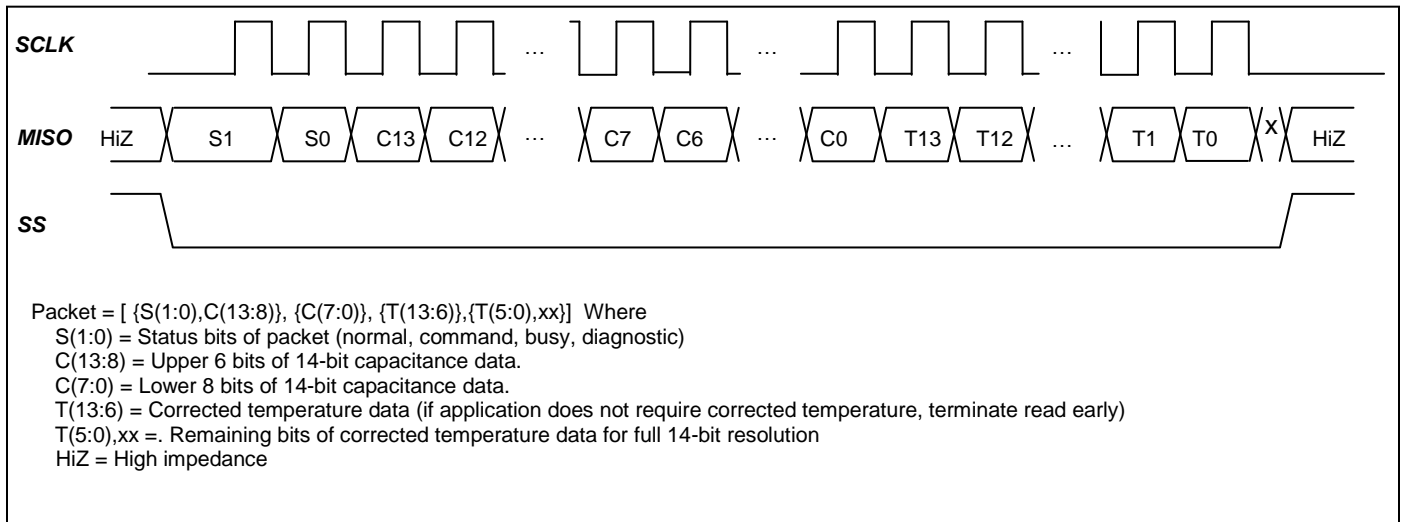 SCLK … … …
MISO HiZ S1 S0 C13 C12 … C7 C6 … C0 T13 T12 … T1 T0 x HiZ
SS
Packet = [ {S(1:0),C(13:8)}, {C(7:0)}, {T(13:6)},{T(5:0),xx}] Where
S(1:0) = Status bits of packet (normal, command, busy, diagnostic)
C(13:8) = Upper 6 bits of 14-bit capacitance data.
C(7:0) = Lower 8 bits of 14-bit capacitance data.
T(13:6) = Corrected temperature data (if application does not require corrected temperature, terminate read early)
T(5:0),xx =. Remaining bits of corrected temperature data for full 14-bit resolution
HiZ = High impedance